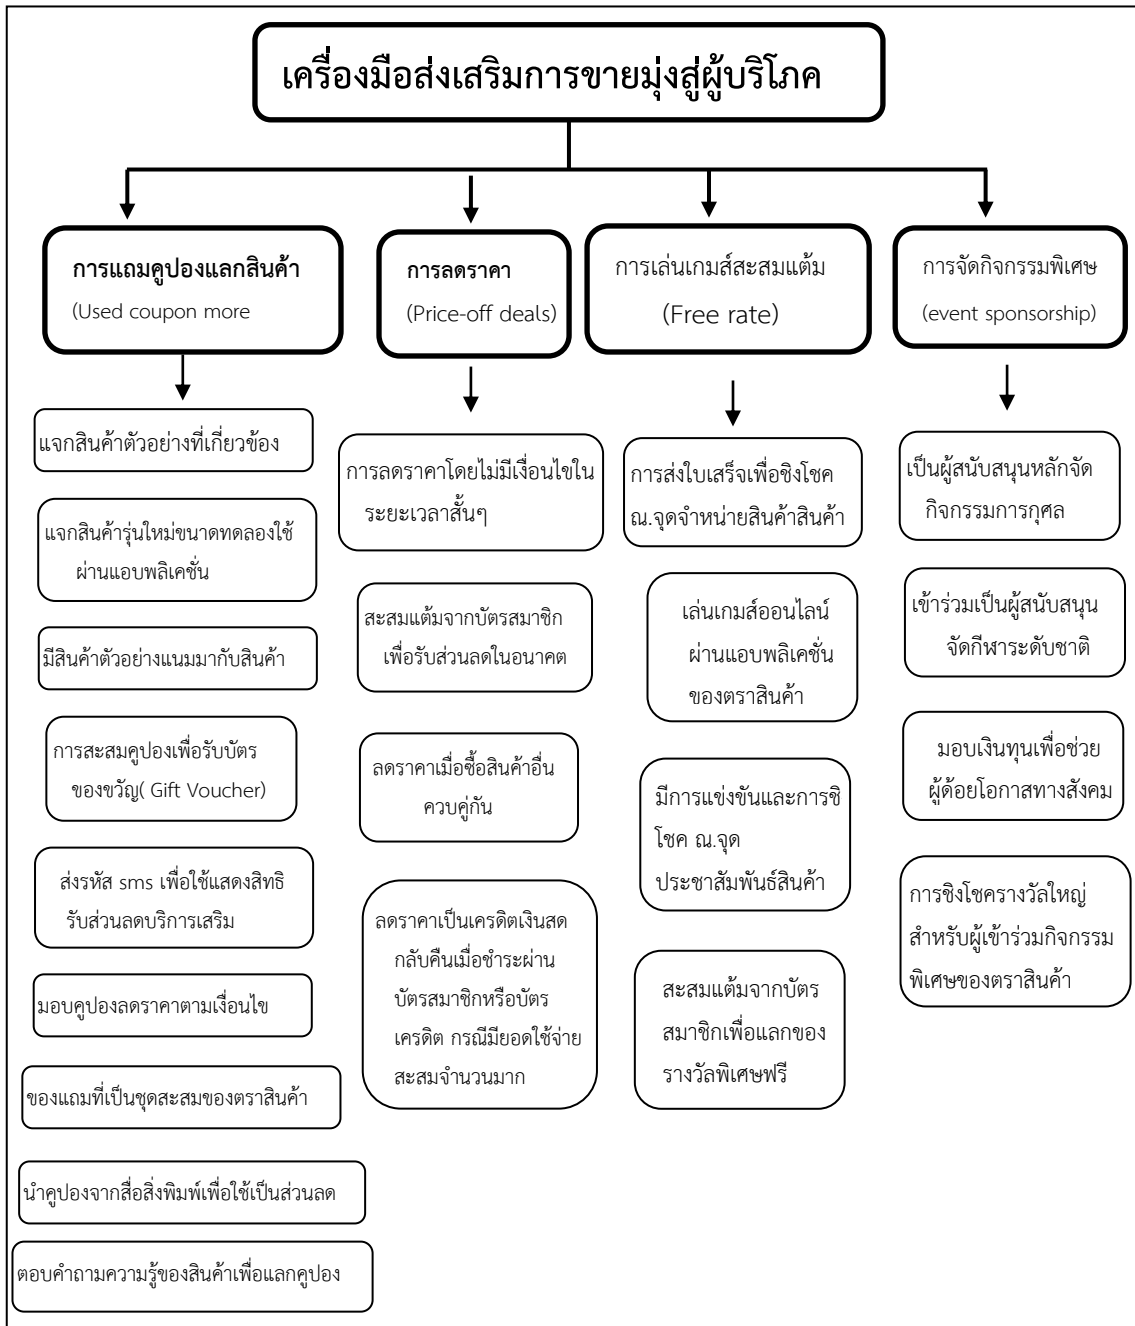 เครื่องมือส่งเสริมการขายมุ่งสู่ผู้บริโภค
การแถมคูปองแลกสินค้า
(Used coupon more
การลดราคา
(Price-off deals)
การเล่นเกมส์สะสมแต้ม
(Free rate)
การจัดกิจกรรมพิเศษ
(event sponsorship)
แจกสินค้าตัวอย่างที่เกี่ยวข้อง
แจกสินค้ารุ่นใหม่ขนาดทดลองใช้
ผ่านแอบพลิเคชั่น
มีสินค้าตัวอย่างแนมมากับสินค้า
การสะสมคูปองเพื่อรับบัตร
ของขวัญ( Gift Voucher)
ส่งรหัส sms เพื่อใช้แสดงสิทธิ
รับส่วนลดบริการเสริม
มอบคูปองลดราคาตามเงื่อนไข
ของแถมที่เป็นชุดสะสมของตราสินค้า
นำคูปองจากสื่อสิ่งพิมพ์เพื่อใช้เป็นส่วนลด
ตอบคำถามความรู้ของสินค้าเพื่อแลกคูปอง
การลดราคาโดยไม่มีเงื่อนไขใน
ระยะเวลาสั้นๆ
สะสมแต้มจากบัตรสมาชิก
เพื่อรับส่วนลดในอนาคต
ลดราคาเมื่อซื้อสินค้าอื่น
ควบคู่กัน
ลดราคาเป็นเครดิตเงินสด
กลับคืนเมื่อชำระผ่าน
บัตรสมาชิกหรือบัตร
เครดิต กรณีมียอดใช้จ่าย
สะสมจำนวนมาก
การส่งใบเสร็จเพื่อชิงโชค
ณ.จุดจำหน่ายสินค้าสินค้า
เล่นเกมส์ออนไลน์
ผ่านแอบพลิเคชั่น
ของตราสินค้า
มีการแข่งขันและการชิ
โชค ณ.จุด
ประชาสัมพันธ์สินค้า
สะสมแต้มจากบัตร
สมาชิกเพื่อแลกของ
รางวัลพิเศษฟรี
เป็นผู้สนับสนุนหลักจัด
กิจกรรมการกุศล
เข้าร่วมเป็นผู้สนับสนุน
จัดกีฬาระดับชาติ
มอบเงินทุนเพื่อช่วย
ผู้ด้อยโอกาสทางสังคม
การชิงโชครางวัลใหญ่
สำหรับผู้เข้าร่วมกิจกรรม
พิเศษของตราสินค้า